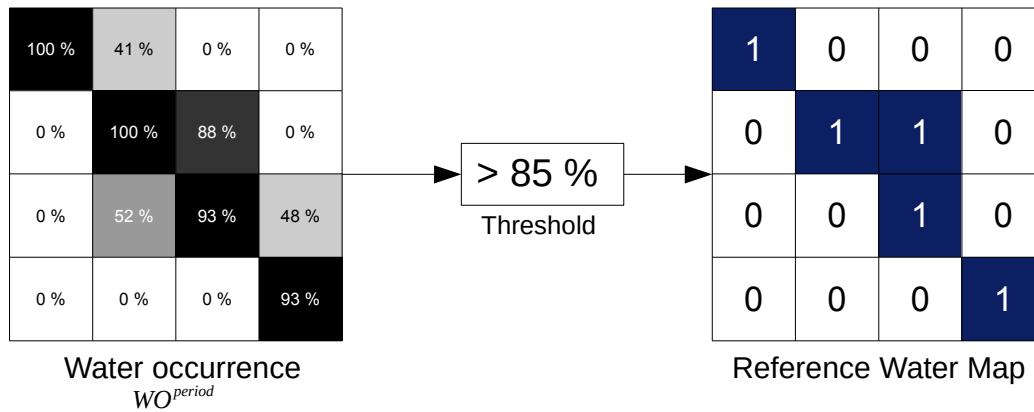 100 % 41 % 0 % 0 %
0 % 100 % 88 % 0 %
0 % 52 % 93 % 48 %
0 % 0 % 0 % 93 %
Water occurrence
WO^period
> 85 %
Threshold
1 0 0 0
0 1 1 0
0 0 1 0
0 0 0 1
Reference Water Map